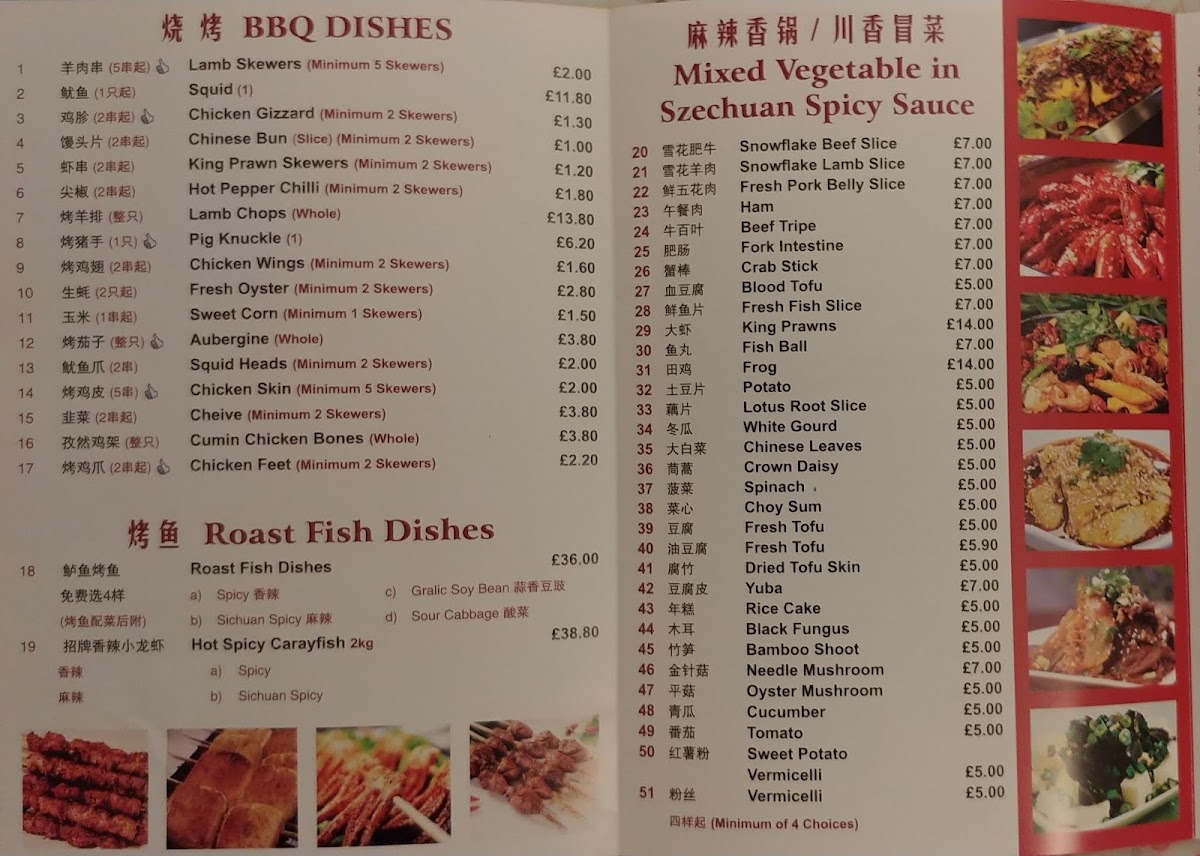 烧烤 BBQ DISHES
1 羊肉串 (5串起) Lamb Skewers (Minimum 5 Skewers) £2.00
2 鱿鱼 (1只起) Squid (1) £11.80
3 鸡胗 (2串起) Chicken Gizzard (Minimum 2 Skewers) £1.30
4 馒头片 (2串起) Chinese Bun (Slice) (Minimum 2 Skewers) £1.00
5 虾串 (2串起) King Prawn Skewers (Minimum 2 Skewers) £1.20
6 尖椒 (2串起) Hot Pepper Chilli (Minimum 2 Skewers) £1.80
7 烤羊排 (整只) Lamb Chops (Whole) £13.80
8 烤猪手 (1只) Pig Knuckle (1) £6.20
9 烤鸡翅 (2串起) Chicken Wings (Minimum 2 Skewers) £1.60
10 生蚝 (2只起) Fresh Oyster (Minimum 2 Skewers) £2.80
11 玉米 (1串起) Sweet Corn (Minimum 1 Skewers) £1.50
12 烤茄子 (整只) Aubergine (Whole) £3.80
13 鱿鱼爪 (2串) Squid Heads (Minimum 2 Skewers) £2.00
14 烤鸡皮 (5串) Chicken Skin (Minimum 5 Skewers) £2.00
15 韭菜 (2串起) Cheive (Minimum 2 Skewers) £3.80
16 孜然鸡架 (整只) Cumin Chicken Bones (Whole) £3.80
17 烤鸡爪 (2串起) Chicken Feet (Minimum 2 Skewers) £2.20
烤鱼 Roast Fish Dishes
18 鲈鱼烤鱼 Roast Fish Dishes £36.00
免费选4样 a) Spicy 香辣 c) Gralic Soy Bean 蒜香豆豉
(烤鱼配菜后附) b) Sichuan Spicy 麻辣 d) Sour Cabbage 酸菜
19 招牌香辣小龙虾 Hot Spicy Carayfish 2kg £38.80
香辣 a) Spicy
麻辣 b) Sichuan Spicy
麻辣香锅 / 川香冒菜
Mixed Vegetable in
Szechuan Spicy Sauce
20 雪花肥牛 Snowflake Beef Slice £7.00
21 雪花羊肉 Snowflake Lamb Slice £7.00
22 鲜五花肉 Fresh Pork Belly Slice £7.00
23 午餐肉 Ham £7.00
24 牛百叶 Beef Tripe £7.00
25 肥肠 Fork Intestine £7.00
26 蟹棒 Crab Stick £7.00
27 血豆腐 Blood Tofu £5.00
28 鲜鱼片 Fresh Fish Slice £7.00
29 大虾 King Prawns £14.00
30 鱼丸 Fish Ball £7.00
31 田鸡 Frog £14.00
32 土豆片 Potato £5.00
33 藕片 Lotus Root Slice £5.00
34 冬瓜 White Gourd £5.00
35 大白菜 Chinese Leaves £5.00
36 茼蒿 Crown Daisy £5.00
37 菠菜 Spinach £5.00
38 菜心 Choy Sum £5.00
39 豆腐 Fresh Tofu £5.00
40 油豆腐 Fresh Tofu £5.90
41 腐竹 Dried Tofu Skin £5.00
42 豆腐皮 Yuba £7.00
43 年糕 Rice Cake £5.00
44 木耳 Black Fungus £5.00
45 竹笋 Bamboo Shoot £5.00
46 金针菇 Needle Mushroom £7.00
47 平菇 Oyster Mushroom £5.00
48 青瓜 Cucumber £5.00
49 番茄 Tomato £5.00
50 红薯粉 Sweet Potato
Vermicelli £5.00
51 粉丝 Vermicelli £5.00
四样起 (Minimum of 4 Choices)